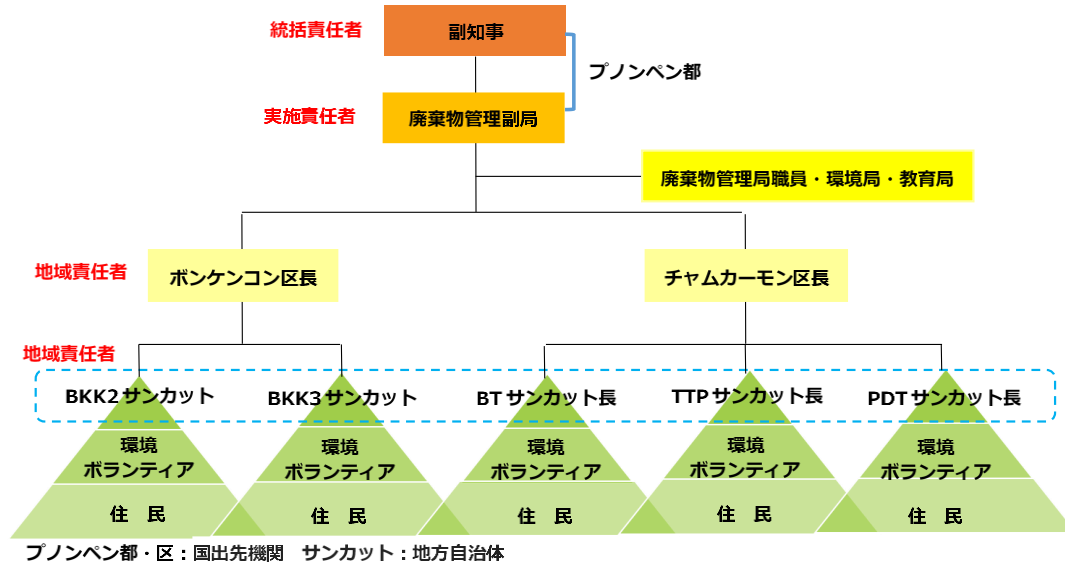 統括責任者
副知事
プノンペン都
実施責任者
廃棄物管理副局
廃棄物管理局職員・環境局・教育局
地域責任者
ボンケンコン区長
チャムカーモン区長
地域責任者
BKK2 サンカット
BKK3 サンカット
BT サンカット長
TTP サンカット長
PDT サンカット長
環境
ボランティア
環境
ボランティア
環境
ボランティア
環境
ボランティア
環境
ボランティア
住 民
住 民
住 民
住 民
住 民
プノンペン都・区：国出先機関 サンカット：地方自治体